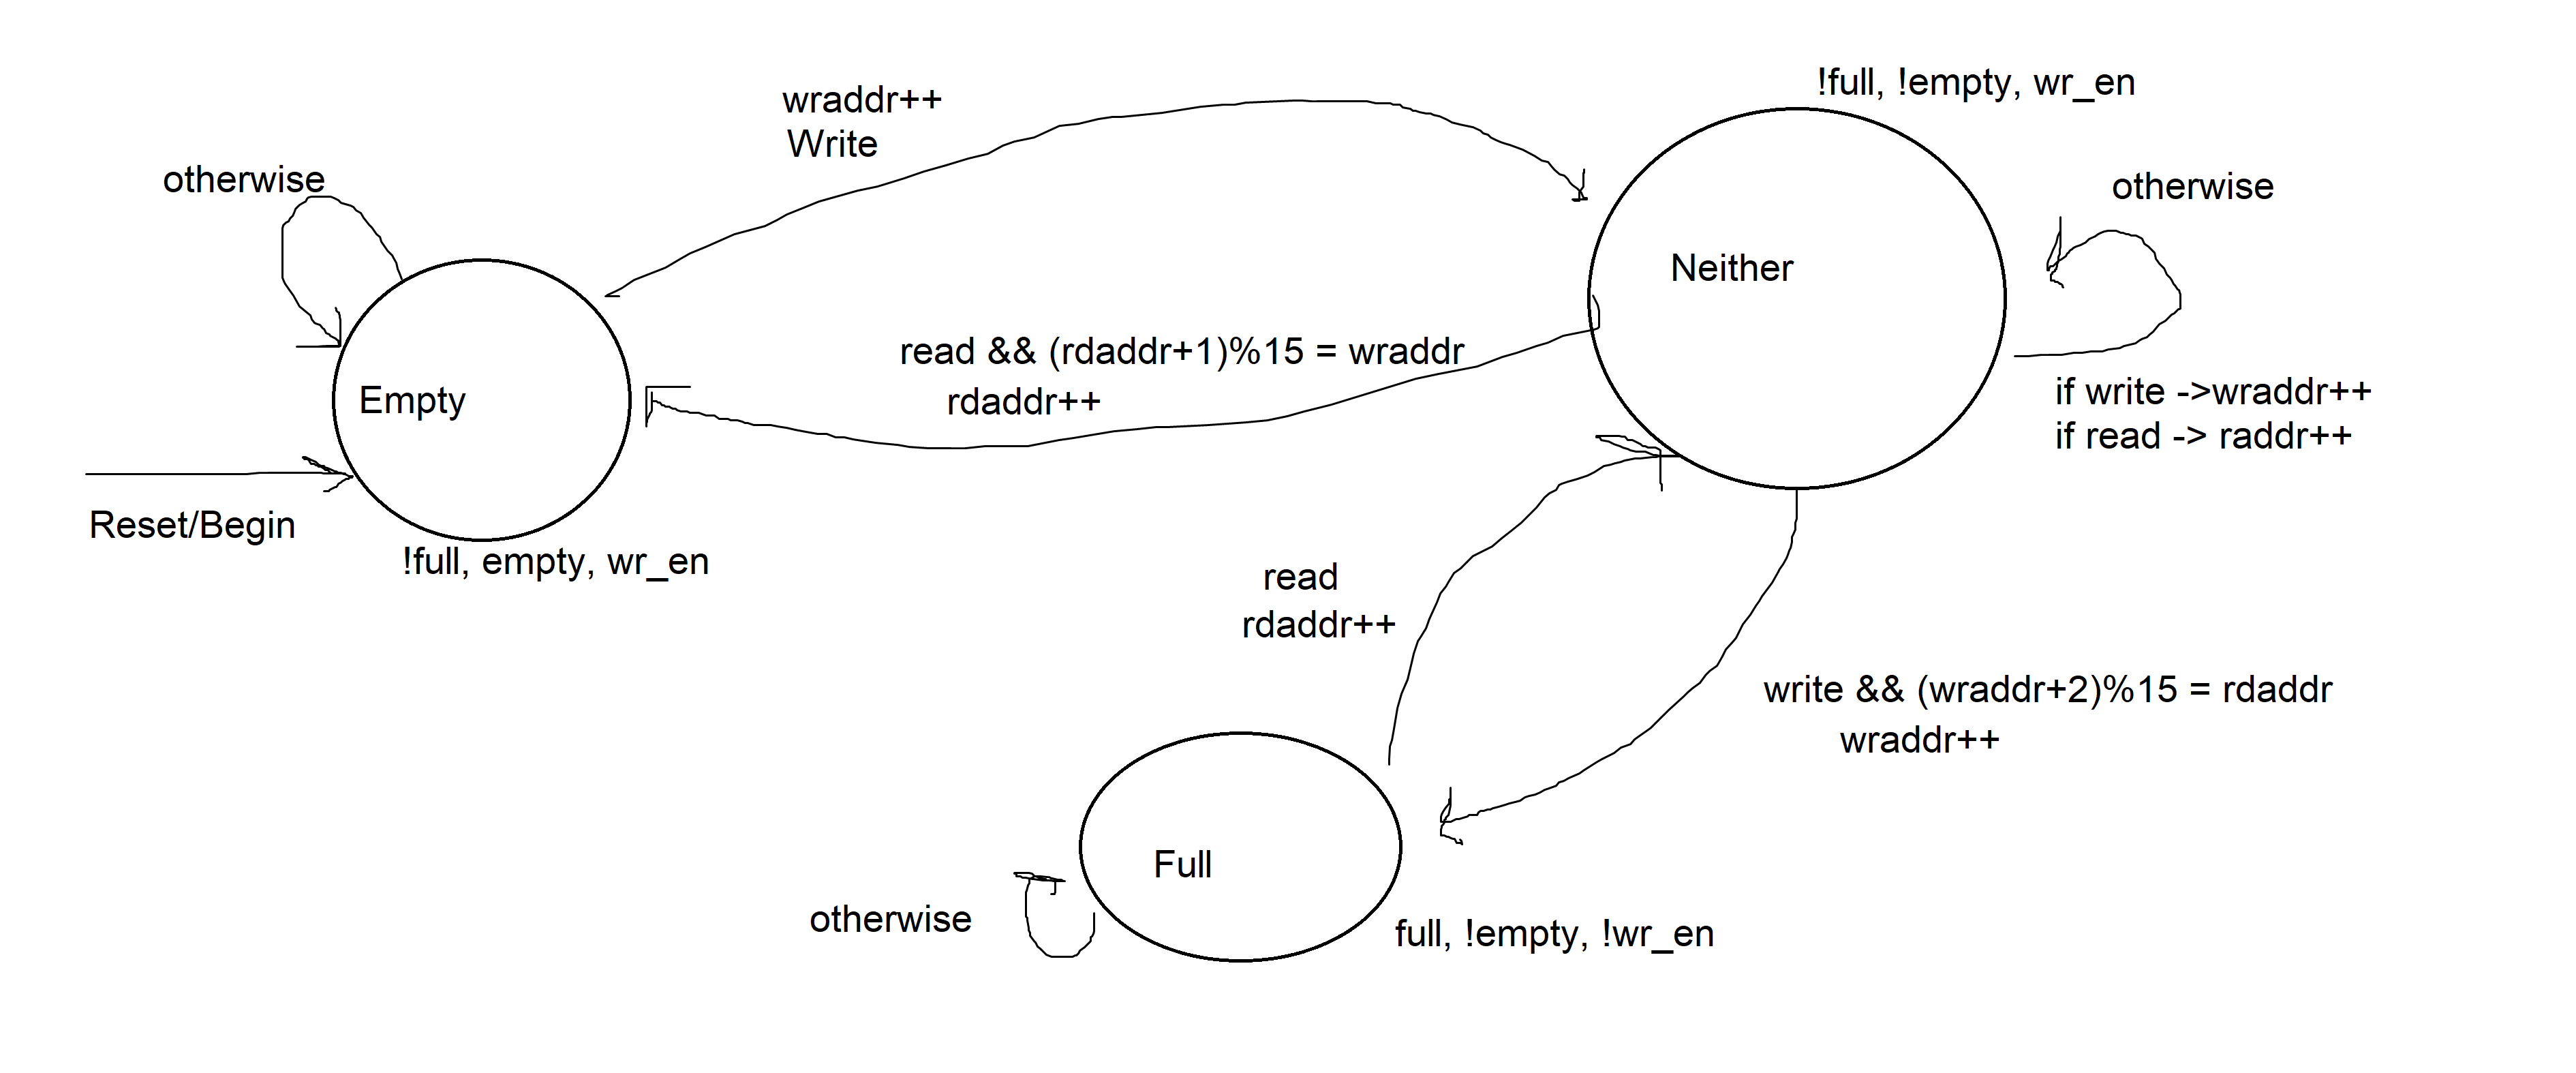 !full, !empty, wr_en
wraddr++
Write
otherwise
otherwise
Neither
read && (rdaddr+1)%15 = wraddr
rdaddr++
Empty
if write ->wraddr++
if read -> raddr++
Reset/Begin
!full, empty, wr_en
read
rdaddr++
write && (wraddr+2)%15 = rdaddr
wraddr++
Full
otherwise
full, !empty, !wr_en